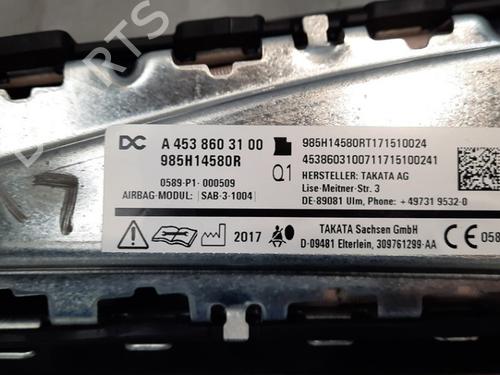 PARTS
DC A 453 860 31 00
985H14580R
0589-P1-000509
AIRBAG-MODUL: SAB-3-1004
2017
Q1
985H14580RT171510024
4538603100711715100241
HERSTELLER: TAKATA AG
Lise-Meitner-Str. 3
DE-89081 Ulm, Phone: +49731 9532-0
TAKATA Sachsen GmbH
D-09481 Elterlein, 309761299-AA
CE 058